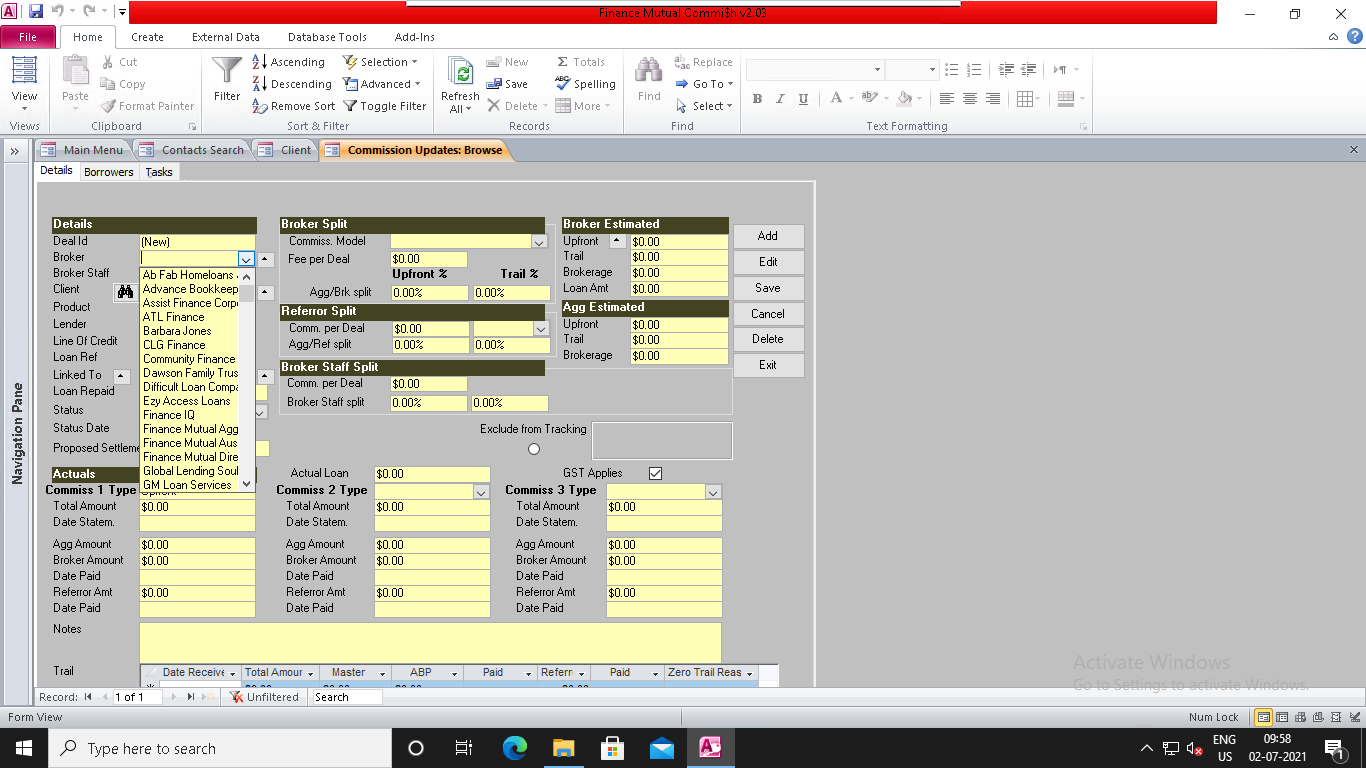 Finance Mutual Commi$h v2.03
File Home Create External Data Database Tools Add-Ins
View Paste Cut Copy Format Painter
Filter Ascending Descending Remove Sort Selection Advanced Toggle Filter
Refresh All New Save Delete Totals Spelling More
Find Replace Go To Select
B I U A ab
Views Clipboard Sort & Filter Records Find Text Formatting
Main Menu Contacts Search Client Commission Updates: Browse
Details Borrowers Tasks
Navigation Pane
Details
Deal Id (New)
Broker
Broker Staff
Client
Product
Lender
Line Of Credit
Loan Ref
Linked To
Loan Repaid
Status
Status Date
Proposed Settleme
Ab Fab Homeloans
Advance Bookkeep
Assist Finance Corpo
ATL Finance
Barbara Jones
CLG Finance
Community Finance
Dawson Family Trus
Difficult Loan Compa
Ezy Access Loans
Finance IQ
Finance Mutual Agg
Finance Mutual Aus
Finance Mutual Dire
Global Lending Soul
GM Loan Services
Broker Split
Commiss. Model
Fee per Deal $0.00
Upfront % Trail %
Agg/Brk split 0.00% 0.00%
Referror Split
Comm. per Deal $0.00
Agg/Ref split 0.00% 0.00%
Broker Staff Split
Comm. per Deal $0.00
Broker Staff split 0.00% 0.00%
Broker Estimated
Upfront $0.00
Trail $0.00
Brokerage $0.00
Loan Amt $0.00
Agg Estimated
Upfront $0.00
Trail $0.00
Brokerage $0.00
Add
Edit
Save
Cancel
Delete
Exit
Exclude from Tracking
Actuals Actual Loan $0.00 GST Applies
Commiss 1 Type Upfront Commiss 2 Type Commiss 3 Type
Total Amount $0.00 Total Amount $0.00 Total Amount $0.00
Date Statem. Date Statem. Date Statem.
Agg Amount $0.00 Agg Amount $0.00 Agg Amount $0.00
Broker Amount $0.00 Broker Amount $0.00 Broker Amount $0.00
Date Paid Date Paid Date Paid
Referror Amt $0.00 Referror Amt $0.00 Referror Amt $0.00
Date Paid Date Paid Date Paid
Notes
Trail Date Receive Total Amour Master ABP Paid Referr Paid Zero Trail Reas
$0.00 $0.00 $0.00 $0.00
Activate Windows
Go to Settings to activate Windows.
Record: 1 of 1 Unfiltered Search
Form View Num Lock
Type here to search
ENG
US
09:58
02-07-2021
1